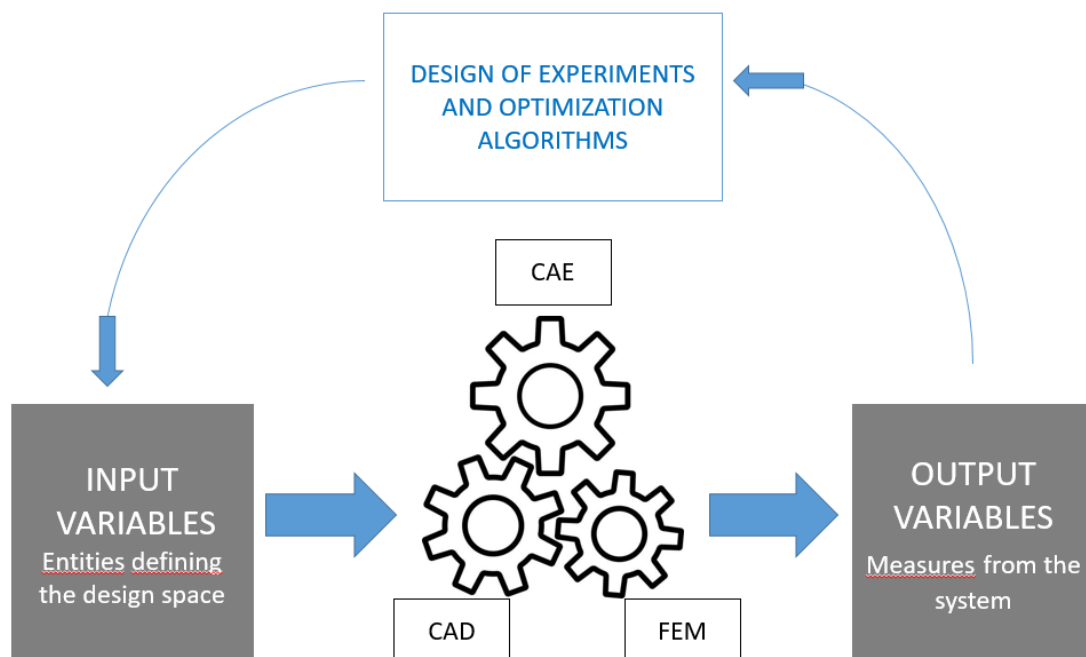 DESIGN OF EXPERIMENTS
AND OPTIMIZATION
ALGORITHMS
CAE
INPUT
VARIABLES
Entities defining
the design space
OUTPUT
VARIABLES
Measures from the
system
CAD
FEM